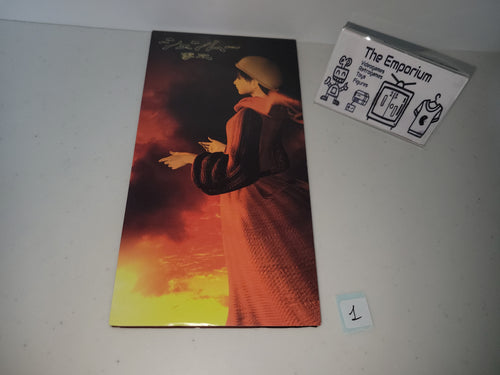 The Emporium
Videogames
Retrogames
Toys
Figures
1